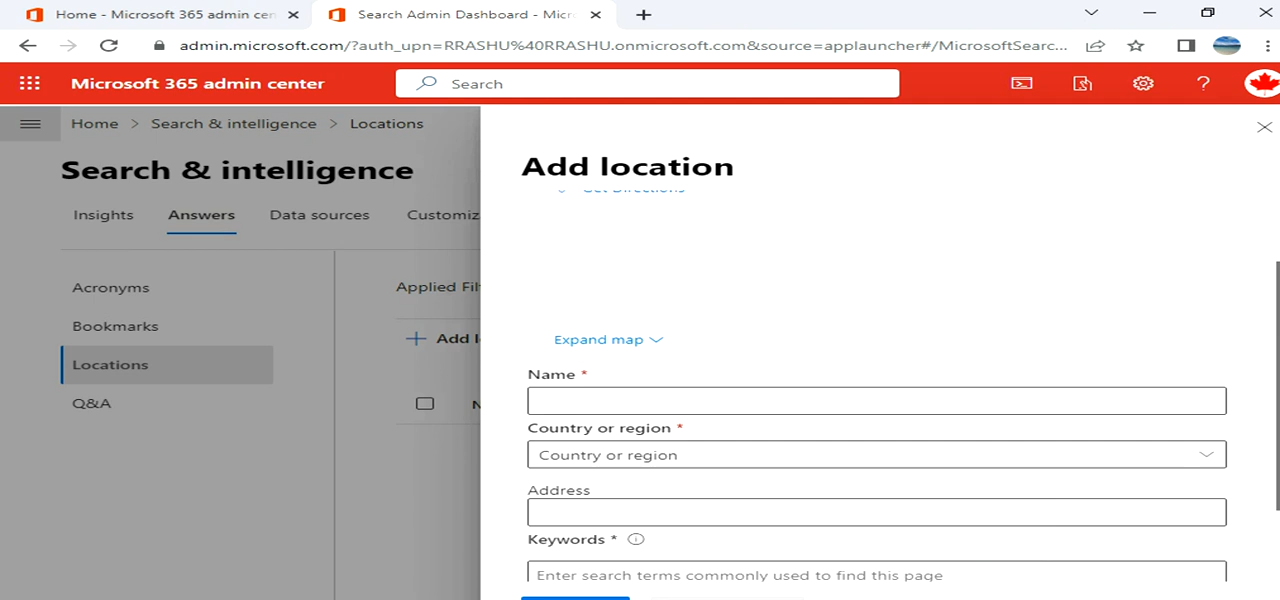 Home - Microsoft 365 admin cen
Search Admin Dashboard - Micr
admin.microsoft.com/?auth_upn=RRASHU%40RRASHU.onmicrosoft.com&source=applauncher#/MicrosoftSearc...
Microsoft 365 admin center
Search
Home > Search & intelligence > Locations
Search & intelligence
Insights Answers Data sources Customiz
Acronyms
Bookmarks
Locations
Q&A
Applied Fil
Add l
N
Add location
Get Directions
Expand map
Name *
Country or region *
Country or region
Address
Keywords *
Enter search terms commonly used to find this page